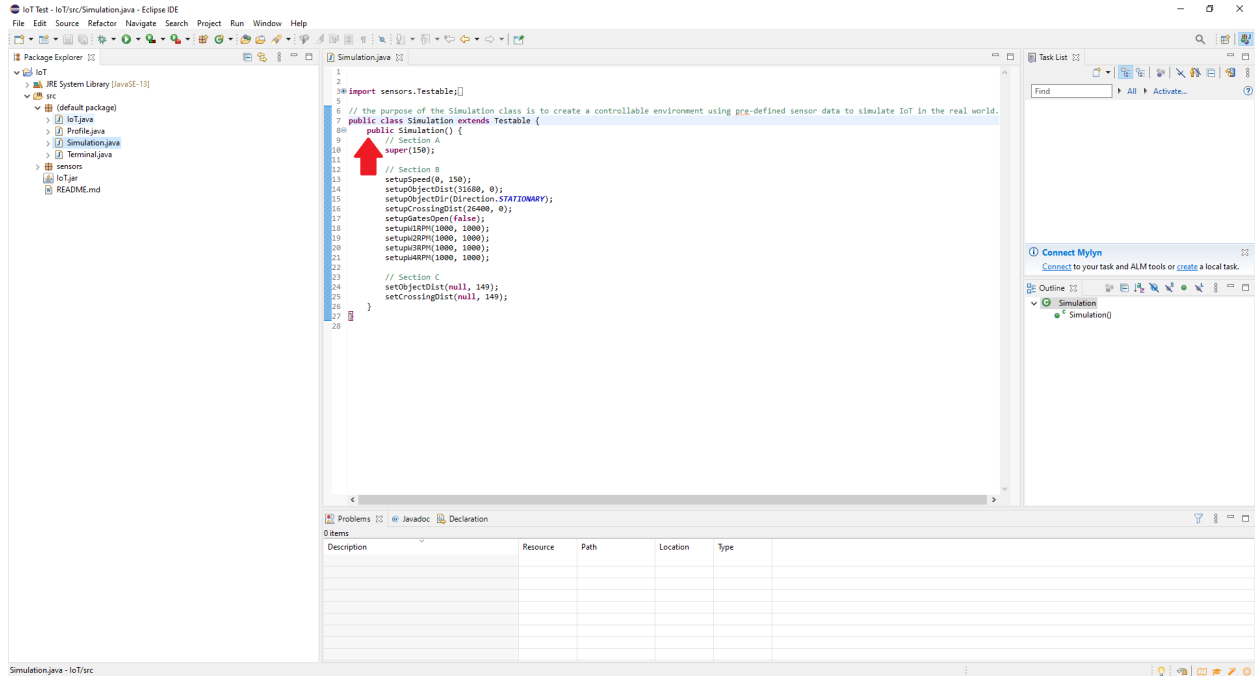 IoT Test - IoT/src/Simulation.java - Eclipse IDE
File Edit Source Refactor Navigate Search Project Run Window Help
Package Explorer
IoT
JRE System Library [JavaSE-13]
src
(default package)
IoT.java
Profile.java
Simulation.java
Terminal.java
sensors
IoT.jar
README.md
Simulation.java
1
2
3 import sensors.Testable;
5
6 // the purpose of the Simulation class is to create a controllable environment using pre-defined sensor data to simulate IoT in the real world.
7 public class Simulation extends Testable {
8 public Simulation() {
9 // Section A
10 super(150);
11
12 // Section B
13 setupSpeed(0, 150);
14 setupObjectDist(31680, 0);
15 setupObjectDir(Direction.STATIONARY);
16 setupCrossingDist(26400, 0);
17 setupGatesOpen(false);
18 setupW1RPM(1000, 1000);
19 setupW2RPM(1000, 1000);
20 setupW3RPM(1000, 1000);
21 setupW4RPM(1000, 1000);
22
23 // Section C
24 setObjectDist(null, 149);
25 setCrossingDist(null, 149);
26 }
27 }
28
Task List
Find All Activate...
Connect Mylyn
Connect to your task and ALM tools or create a local task.
Outline
Simulation
Simulation()
Problems Javadoc Declaration
0 items
Description Resource Path Location Type
Simulation.java - IoT/src